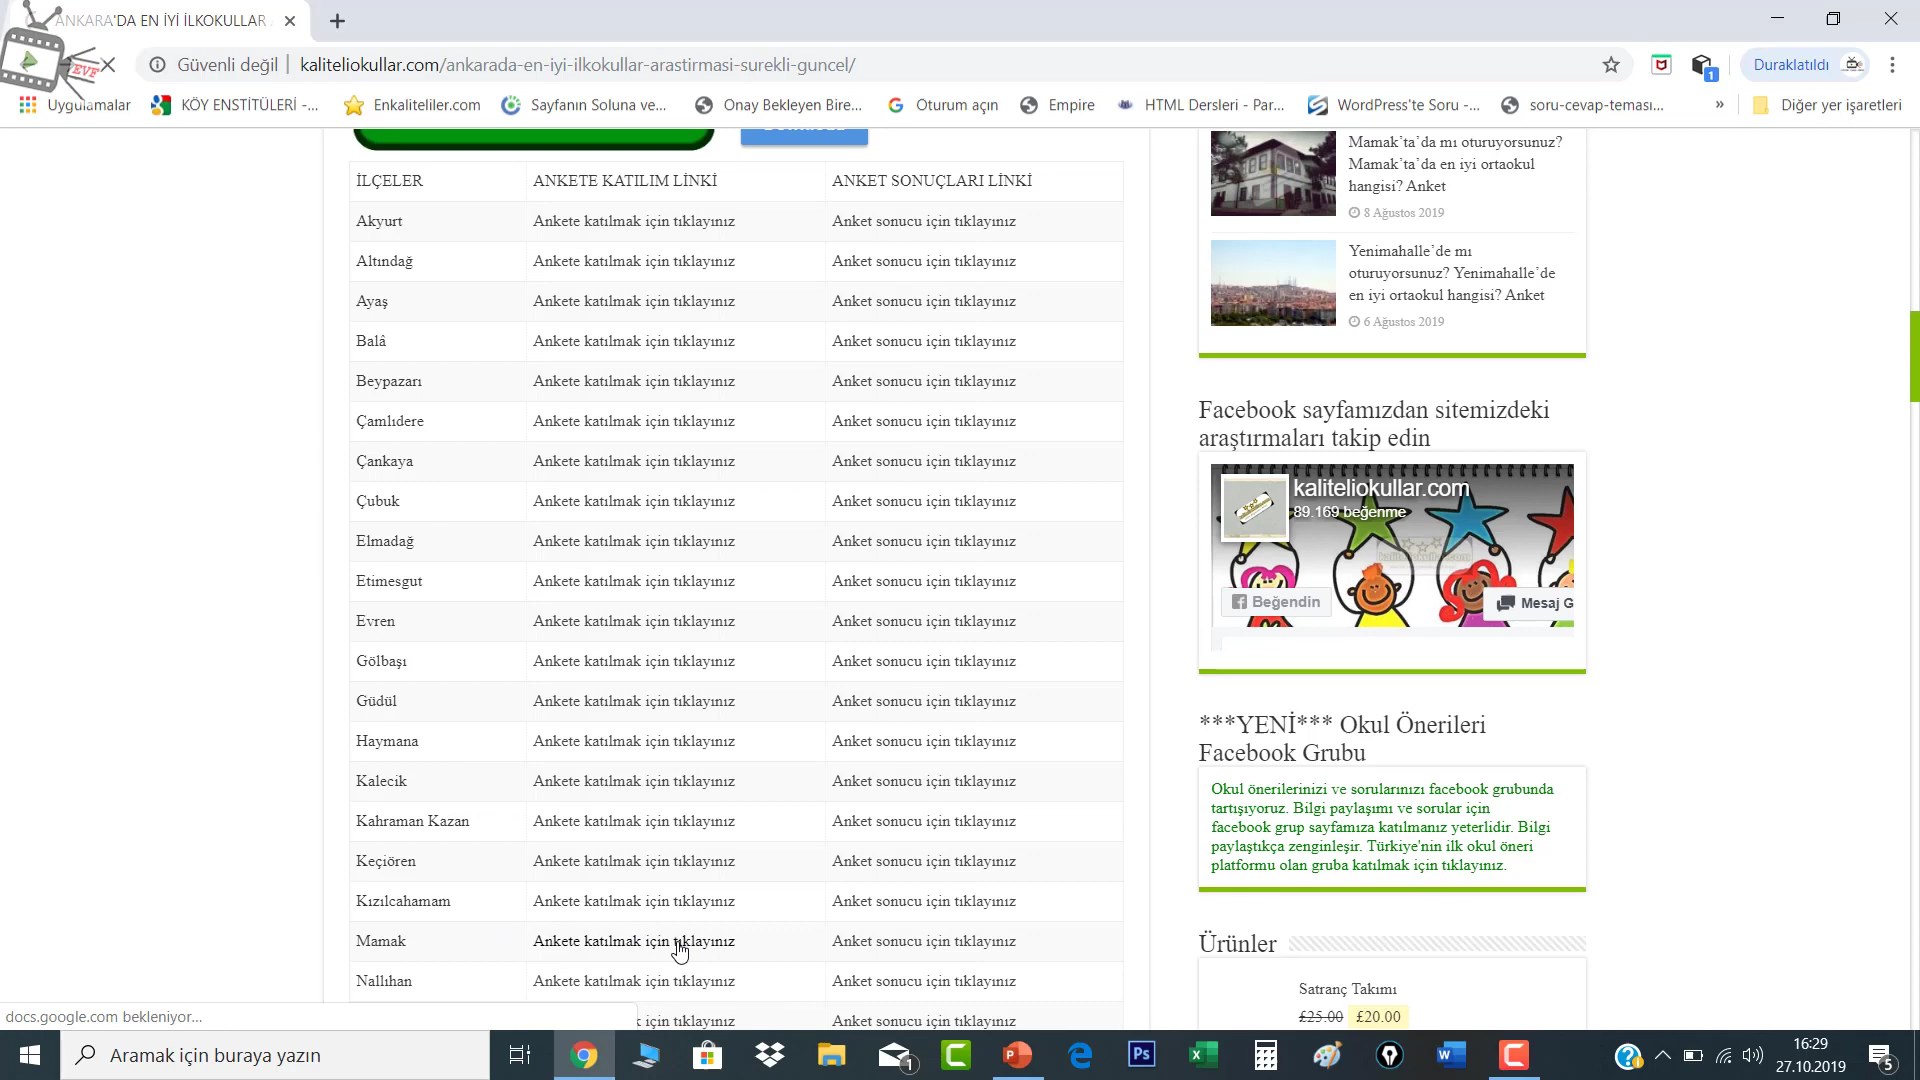 ANKARA'DA EN İYİ İLKOKULLAR
EVF
Güvenli değil
kaliteliokullar.com/ankarada-en-iyi-ilkokullar-arastirmasi-surekli-guncel/
1
Duraklatıldı
Uygulamalar
KÖY ENSTİTÜLERİ -...
Enkaliteliler.com
Sayfanın Soluna ve...
Onay Bekleyen Bire...
Oturum açın
Empire
HTML Dersleri - Par...
WordPress'te Soru -...
soru-cevap-teması...
»
Diğer yer işaretleri
İLÇELER ANKETE KATILIM LİNKİ ANKET SONUÇLARI LİNKİ
Akyurt Ankete katılmak için tıklayınız Anket sonucu için tıklayınız
Altındağ Ankete katılmak için tıklayınız Anket sonucu için tıklayınız
Ayaş Ankete katılmak için tıklayınız Anket sonucu için tıklayınız
Balâ Ankete katılmak için tıklayınız Anket sonucu için tıklayınız
Beypazarı Ankete katılmak için tıklayınız Anket sonucu için tıklayınız
Çamlıdere Ankete katılmak için tıklayınız Anket sonucu için tıklayınız
Çankaya Ankete katılmak için tıklayınız Anket sonucu için tıklayınız
Çubuk Ankete katılmak için tıklayınız Anket sonucu için tıklayınız
Elmadağ Ankete katılmak için tıklayınız Anket sonucu için tıklayınız
Etimesgut Ankete katılmak için tıklayınız Anket sonucu için tıklayınız
Evren Ankete katılmak için tıklayınız Anket sonucu için tıklayınız
Gölbaşı Ankete katılmak için tıklayınız Anket sonucu için tıklayınız
Güdül Ankete katılmak için tıklayınız Anket sonucu için tıklayınız
Haymana Ankete katılmak için tıklayınız Anket sonucu için tıklayınız
Kalecik Ankete katılmak için tıklayınız Anket sonucu için tıklayınız
Kahraman Kazan Ankete katılmak için tıklayınız Anket sonucu için tıklayınız
Keçiören Ankete katılmak için tıklayınız Anket sonucu için tıklayınız
Kızılcahamam Ankete katılmak için tıklayınız Anket sonucu için tıklayınız
Mamak Ankete katılmak için tıklayınız Anket sonucu için tıklayınız
Nallıhan Ankete katılmak için tıklayınız Anket sonucu için tıklayınız
için tıklayınız Anket sonucu için tıklayınız
Mamak'ta'da mı oturuyorsunuz?
Mamak'ta'da en iyi ortaokul
hangisi? Anket
8 Ağustos 2019
Yenimahalle'de mı
oturuyorsunuz? Yenimahalle'de
en iyi ortaokul hangisi? Anket
6 Ağustos 2019
Facebook sayfamızdan sitemizdeki
araştırmaları takip edin
kaliteliokullar.com
89.169 beğenme
Beğendin
Mesaj G
***YENİ*** Okul Önerileri
Facebook Grubu
Okul önerilerinizi ve sorularınızı facebook grubunda
tartışıyoruz. Bilgi paylaşımı ve sorular için
facebook grup sayfamıza katılmanız yeterlidir. Bilgi
paylaştıkça zenginleşir. Türkiye'nin ilk okul öneri
platformu olan gruba katılmak için tıklayınız.
Ürünler
Satranç Takımı
£25.00 £20.00
docs.google.com bekleniyor...
Aramak için buraya yazın
1
Ps
16:29
27.10.2019
5